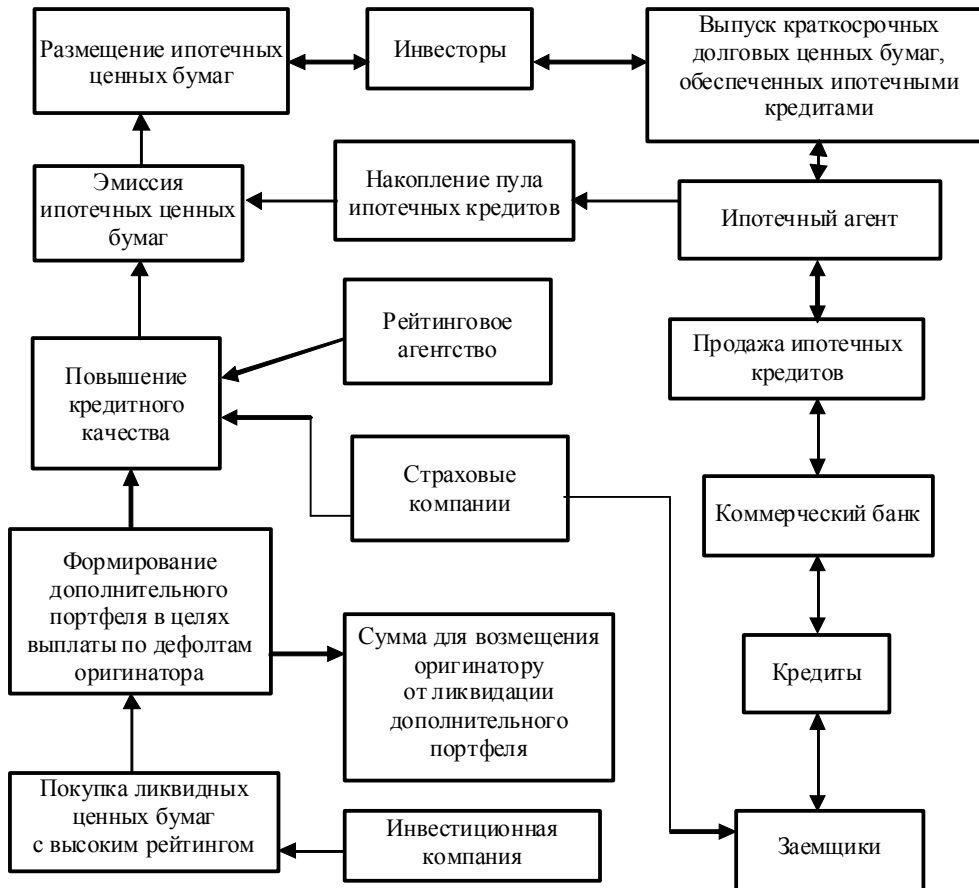 Размещение ипотечных
ценных бумаг
Инвесторы
Выпуск краткосрочных
долговых ценных бумаг,
обеспеченных ипотечными
кредитами
Эмиссия
ипотечных ценных
бумаг
Накопление пула
ипотечных кредитов
Ипотечный агент
Рейтинговое
агентство
Продажа ипотечных
кредитов
Повышение
кредитного
качества
Страховые
компании
Коммерческий банк
Формирование
дополнительного
портфеля в целях
выплаты по дефолтам
оригинатора
Сумма для возмещения
оригинатору
от ликвидации
дополнительного
портфеля
Кредиты
Покупка ликвидных
ценных бумаг
с высоким рейтингом
Инвестиционная
компания
Заемщики